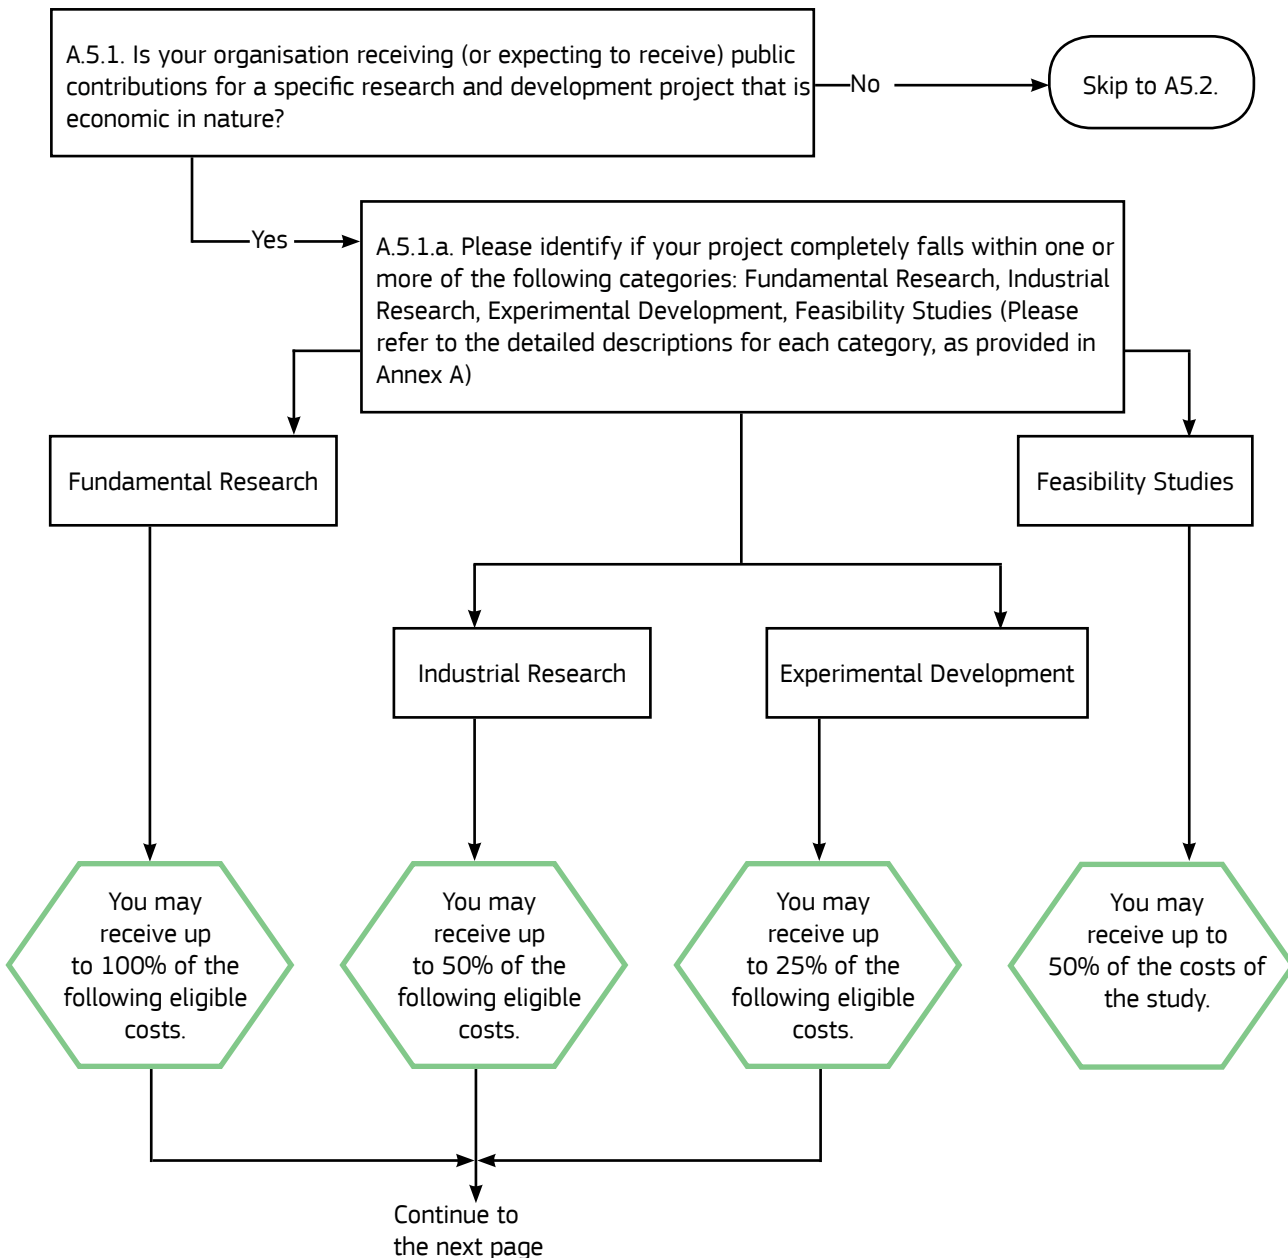 A.5.1. Is your organisation receiving (or expecting to receive) public
contributions for a specific research and development project that is
economic in nature?
No
Skip to A5.2.
Yes
A.5.1.a. Please identify if your project completely falls within one or
more of the following categories: Fundamental Research, Industrial
Research, Experimental Development, Feasibility Studies (Please
refer to the detailed descriptions for each category, as provided in
Annex A)
Fundamental Research
Feasibility Studies
Industrial Research
Experimental Development
You may
receive up
to 100% of the
following eligible
costs.
You may
receive up
to 50% of the
following eligible
costs.
You may
receive up
to 25% of the
following eligible
costs.
You may
receive up to
50% of the costs of
the study.
Continue to
the next page